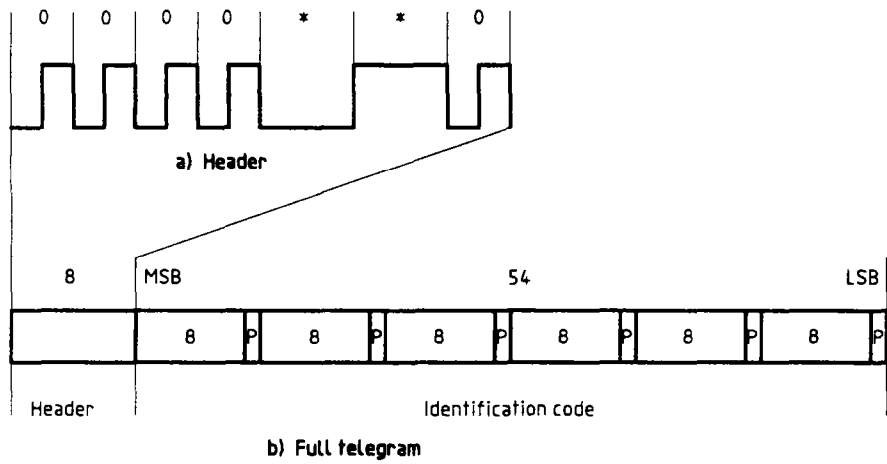 0 0 0 0 * * 0
a) Header
8 MSB 54 LSB
8 P 8 P 8 P 8 P 8 P 8 P
Header Identification code
b) Full telegram